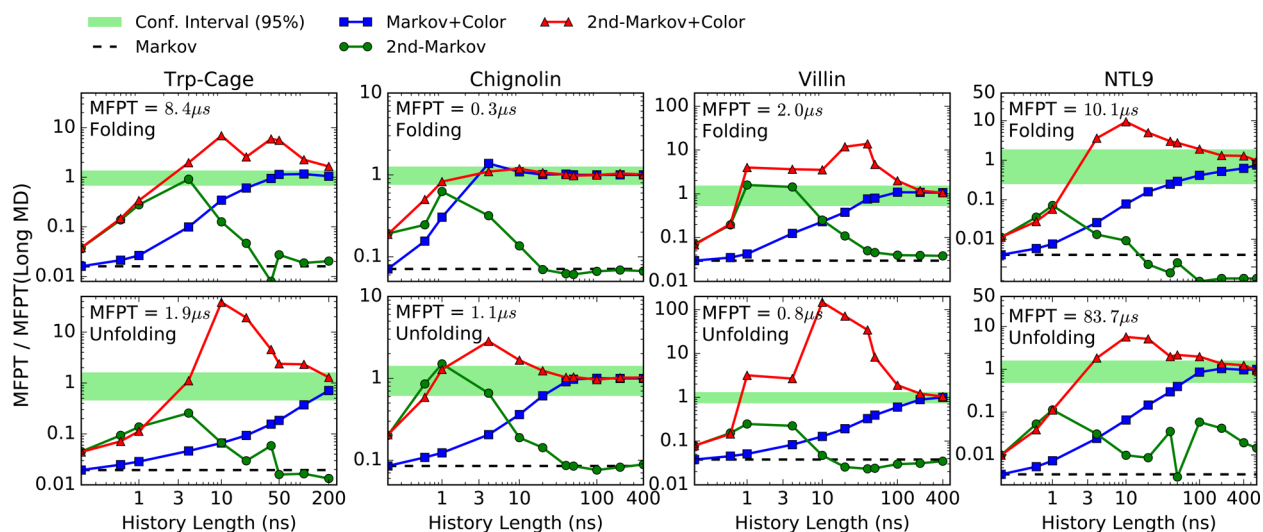 Conf. Interval (95%)
Markov+Color
2nd-Markov+Color
Markov
2nd-Markov
Trp-Cage
Chignolin
Villin
NTL9
MFPT / MFPT(Long MD)
10
1
0.1
0.01
MFPT = 8.4μs
Folding
10
1
0.1
MFPT = 0.3μs
Folding
100
10
1
0.1
0.01
MFPT = 2.0μs
Folding
50
10
1
0.1
0.01
MFPT = 10.1μs
Folding
10
1
0.1
0.01
MFPT = 1.9μs
Unfolding
10
1
0.1
MFPT = 1.1μs
Unfolding
100
10
1
0.1
0.01
MFPT = 0.8μs
Unfolding
50
10
1
0.1
0.01
MFPT = 83.7μs
Unfolding
1 3 10 50 200
1 3 10 100 400
1 10 100 400
1 10 100 400
History Length (ns)
History Length (ns)
History Length (ns)
History Length (ns)